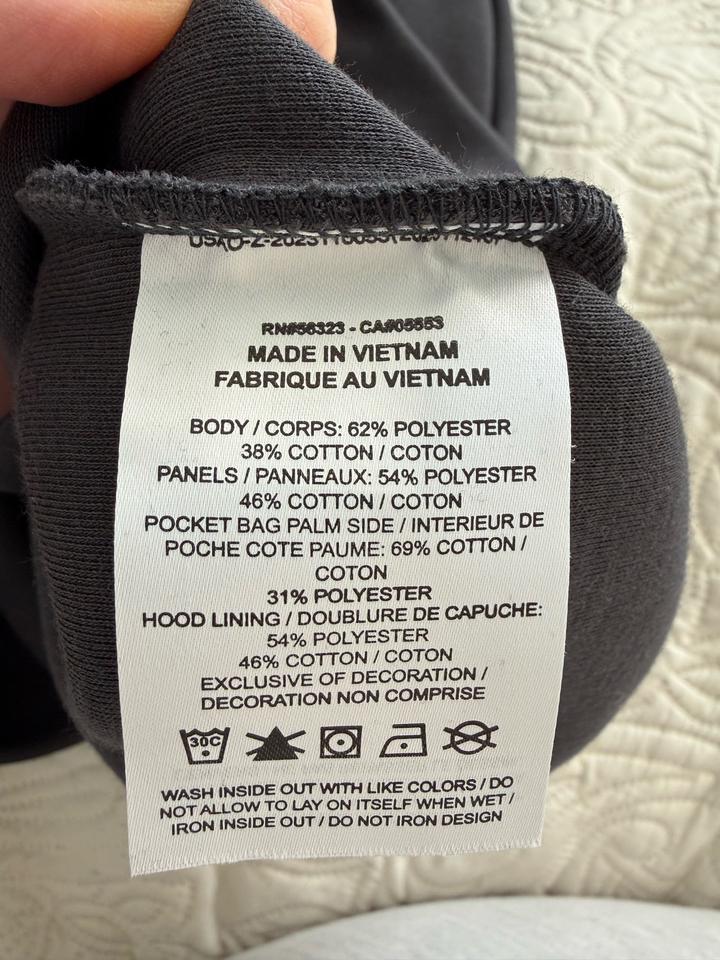 RN#56323 - CA#05553
MADE IN VIETNAM
FABRIQUE AU VIETNAM
BODY / CORPS: 62% POLYESTER
38% COTTON / COTON
PANELS / PANNEAUX: 54% POLYESTER
46% COTTON / COTON
POCKET BAG PALM SIDE / INTERIEUR DE
POCHE COTE PAUME: 69% COTTON /
COTON
31% POLYESTER
HOOD LINING / DOUBLURE DE CAPUCHE:
54% POLYESTER
46% COTTON / COTON
EXCLUSIVE OF DECORATION /
DECORATION NON COMPRISE
30C
WASH INSIDE OUT WITH LIKE COLORS / DO
NOT ALLOW TO LAY ON ITSELF WHEN WET /
IRON INSIDE OUT / DO NOT IRON DESIGN